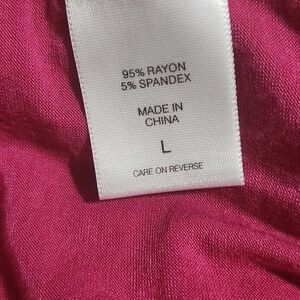 95% RAYON
5% SPANDEX
MADE IN
CHINA
L
CARE ON REVERSE